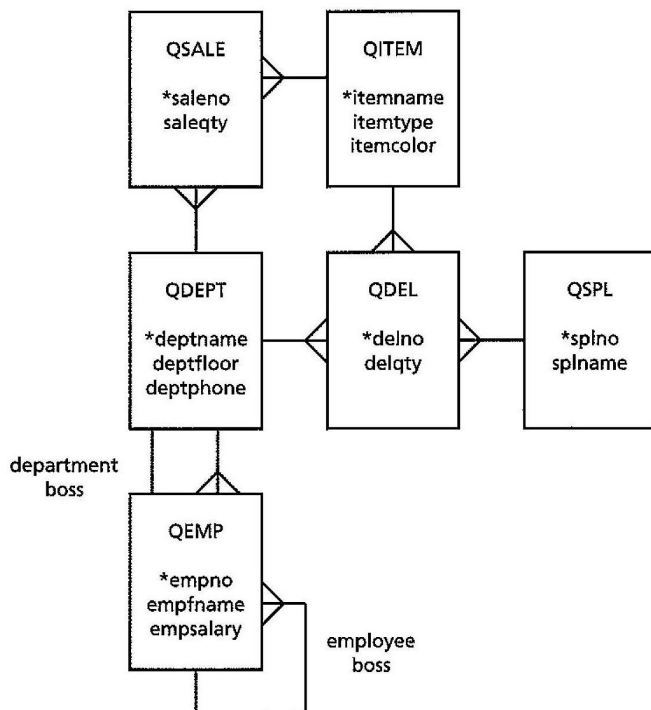 QSALE
*saleno
saleqty
QITEM
*itemname
itemtype
itemcolor
QDEPT
*deptname
deptfloor
deptphone
QDEL
*delno
delqty
QSPL
*splno
splname
department
boss
QEMP
*empno
empfname
empsalary
employee
boss